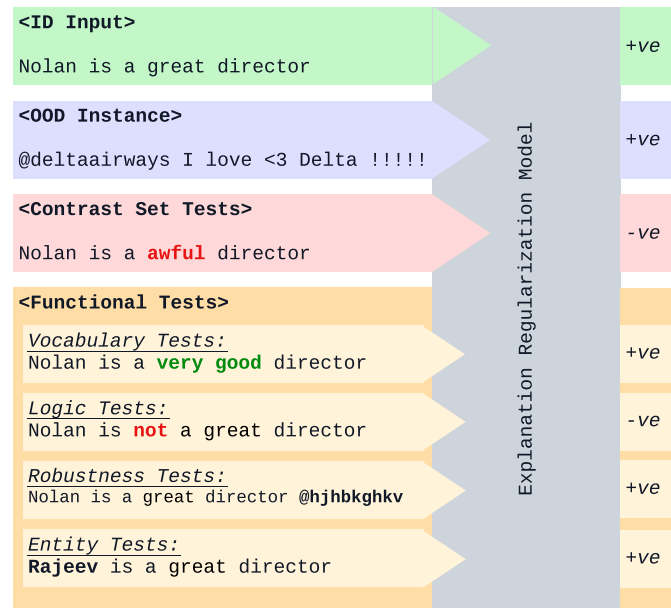 <ID Input>
Nolan is a great director
+ve
<OOD Instance>
@deltaairways I love <3 Delta !!!!!
+ve
<Contrast Set Tests>
Nolan is a awful director
-ve
<Functional Tests>
Vocabulary Tests:
Nolan is a very good director
+ve
Logic Tests:
Nolan is not a great director
-ve
Robustness Tests:
Nolan is a great director @hjhbkghkv
+ve
Entity Tests:
Rajeev is a great director
+ve
Explanation Regularization Model